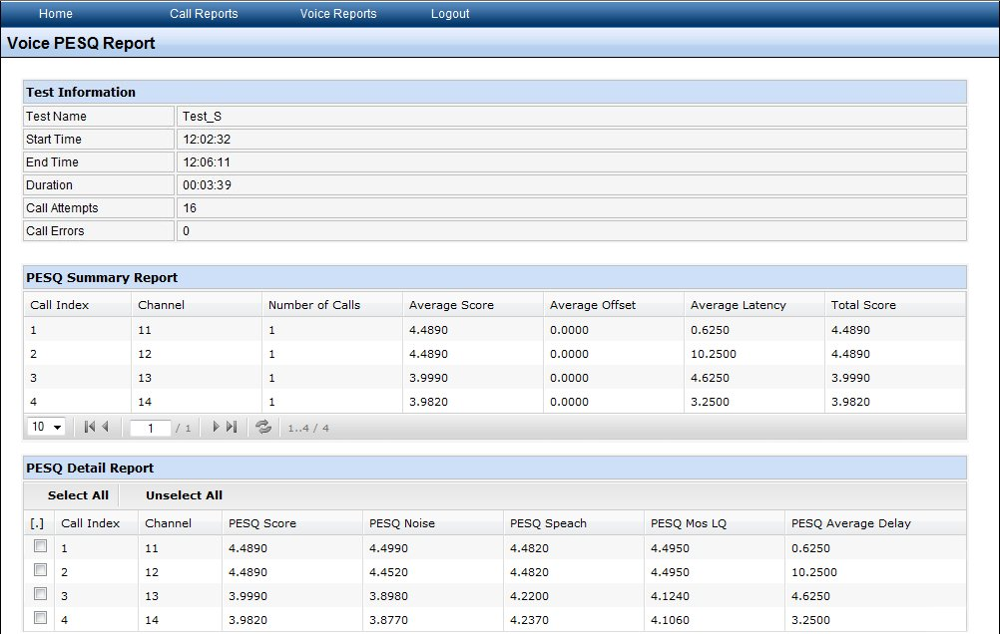 Home Call Reports Voice Reports Logout
Voice PESQ Report
Test Information
Test Name Test_S
Start Time 12:02:32
End Time 12:06:11
Duration 00:03:39
Call Attempts 16
Call Errors 0
PESQ Summary Report
Call Index Channel Number of Calls Average Score Average Offset Average Latency Total Score
1 11 1 4.4890 0.0000 0.6250 4.4890
2 12 1 4.4890 0.0000 10.2500 4.4890
3 13 1 3.9990 0.0000 4.6250 3.9990
4 14 1 3.9820 0.0000 3.2500 3.9820
10 1 / 1 1..4 / 4
PESQ Detail Report
Select All Unselect All
[.] Call Index Channel PESQ Score PESQ Noise PESQ Speach PESQ Mos LQ PESQ Average Delay
1 11 4.4890 4.4990 4.4820 4.4950 0.6250
2 12 4.4890 4.4520 4.4820 4.4950 10.2500
3 13 3.9990 3.8980 4.2200 4.1240 4.6250
4 14 3.9820 3.8770 4.2370 4.1060 3.2500